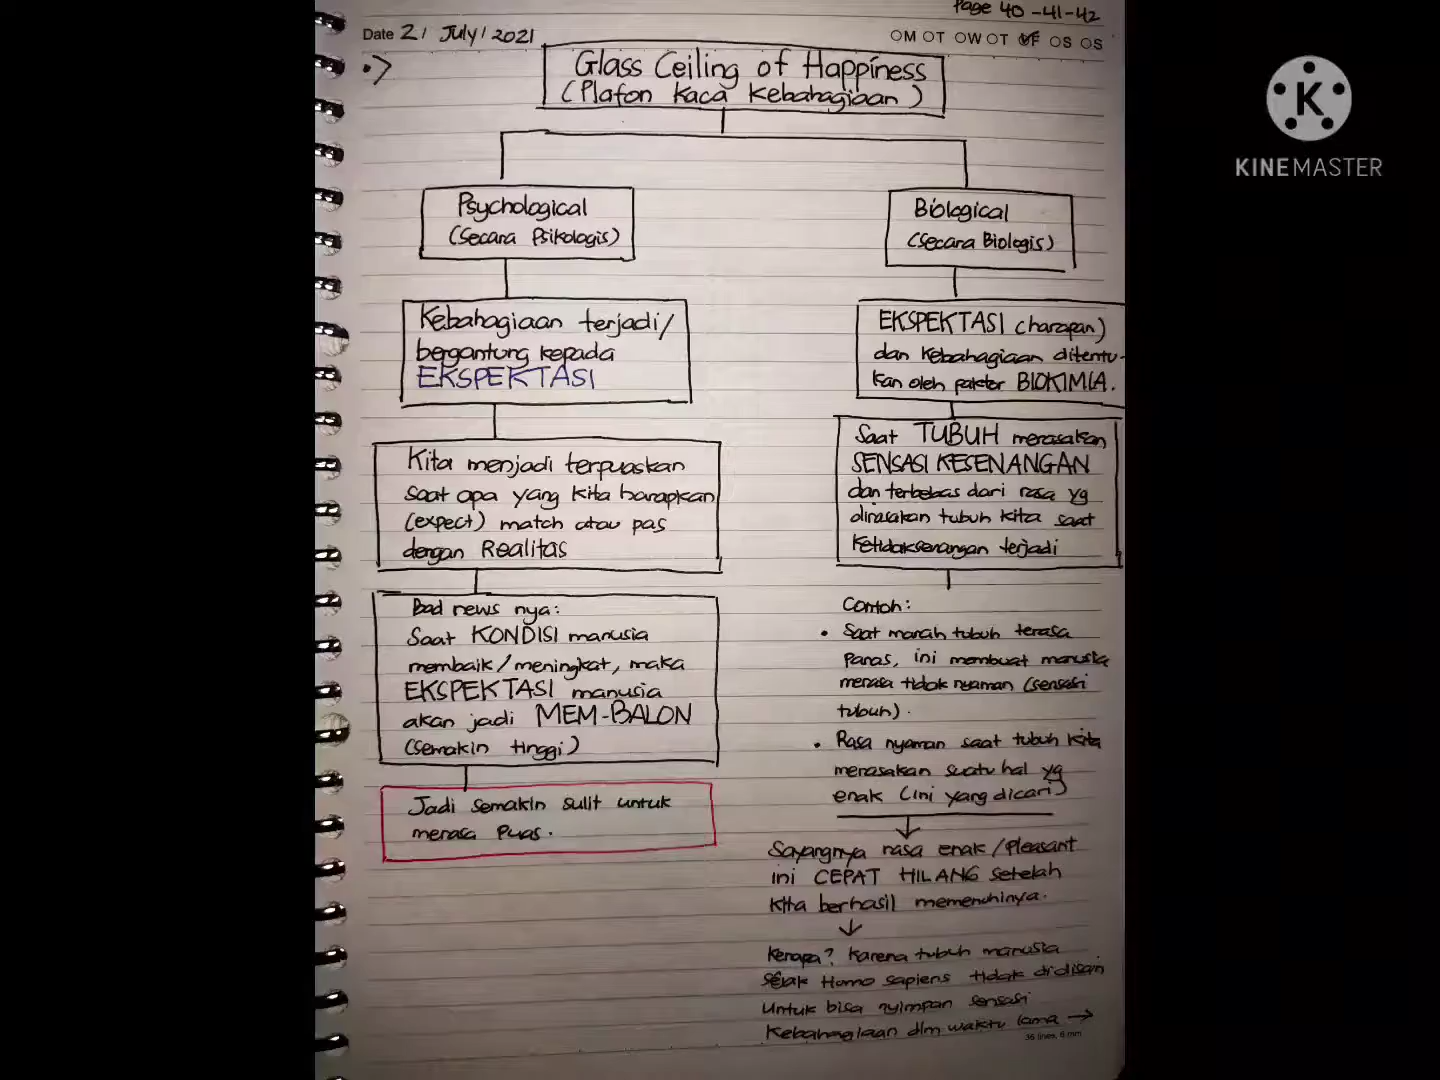 Page 40 -41-42
Date 21 July / 2021
OM OT OW OT OF OS OS
Glass Ceiling of Happiness
(Plafon Kaca Kebahagiaan)
KINEMASTER
Psychological
(Secara Psikologis)
Biological
(Secara Biologis)
Kebahagiaan terjadi/
bergantung kepada
EKSPEKTASI
EKSPEKTASI (harapan)
dan kebahagiaan ditentu-
kan oleh faktor BIOKIMIA.
Kita menjadi terpuaskan
saat apa yang kita harapkan
(expect) match atau pas
dengan Realitas
Saat TUBUH merasakan
SENSASI KESENANGAN
dan terbebas dari rasa yg
dirasakan tubuh kita saat
ketidaksenangan terjadi
Bad news nya:
Saat KONDISI manusia
membaik/meningkat, maka
EKSPEKTASI manusia
akan jadi MEM-BALON
(semakin tinggi)
Jadi semakin sulit untuk
merasa puas.
Contoh:
• Saat marah tubuh terasa
panas, ini membuat manusia
merasa tidak nyaman (sensasi
tubuh).
• Rasa nyaman saat tubuh kita
merasakan suatu hal yg
enak (ini yang dicari)
Sayangnya rasa enak /pleasant
ini CEPAT HILANG setelah
kita berhasil memenuhinya.
Kenapa? Karena tubuh manusia
sejak Homo sapiens tidak didisain
untuk bisa nyimpan sensasi
kebahagiaan dlm waktu lama →
36 lines, 6 mm